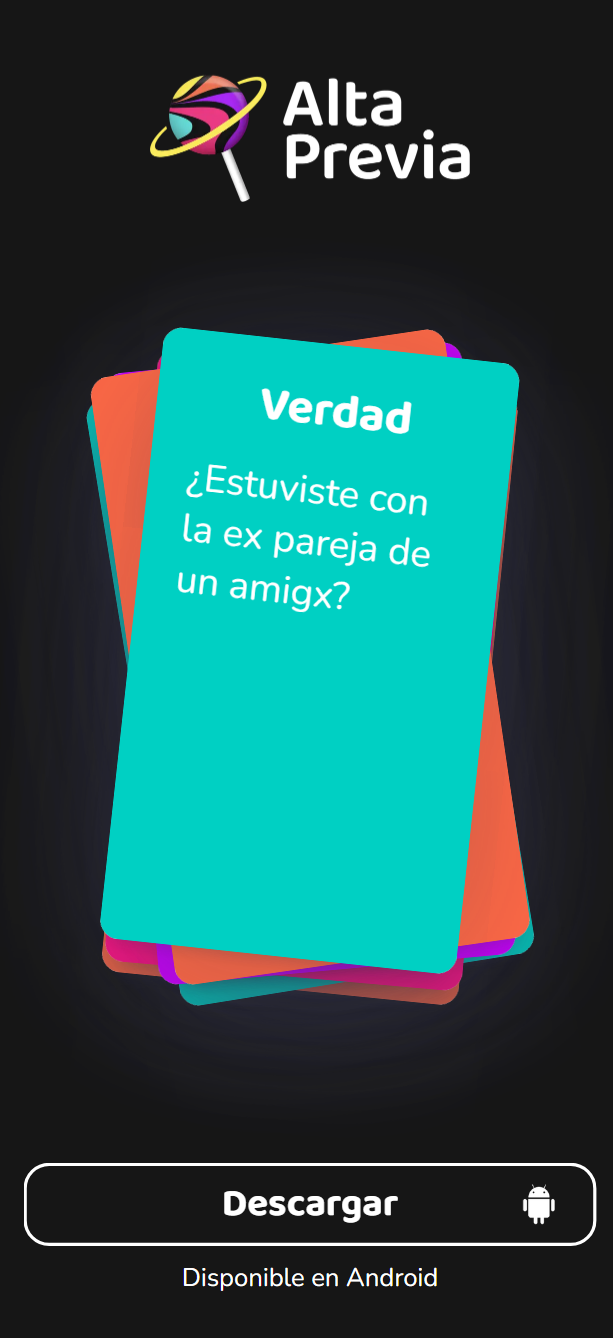 Alta
Previa
Verdad
¿Estuviste con
la ex pareja de
un amigx?
Descargar
Disponible en Android